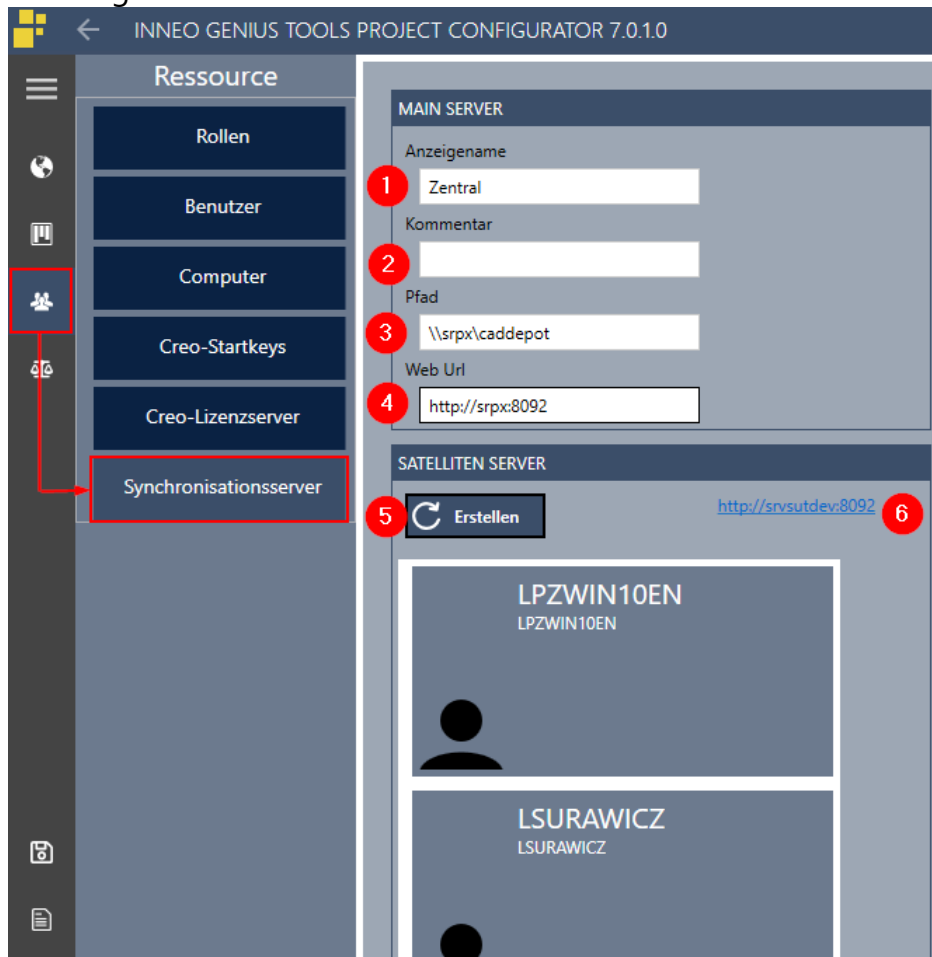 INNEO GENIUS TOOLS PROJECT CONFIGURATOR 7.0.1.0
Ressource
Rollen
Benutzer
Computer
Creo-Startkeys
Creo-Lizenzserver
Synchronisationsserver
MAIN SERVER
Anzeigename
1 Zentral
Kommentar
2
Pfad
3 \\srpx\caddepot
Web Url
4 http://srpx:8092
SATELLITEN SERVER
5 Erstellen http://srvsutdev:8092 6
LPZWIN10EN
LPZWIN10EN
LSURAWICZ
LSURAWICZ